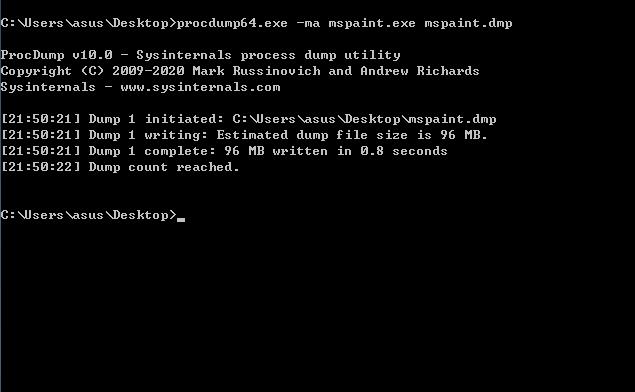 C:\Users\asus\Desktop>procdump64.exe -ma mspaint.exe mspaint.dmp
ProcDump v10.0 - Sysinternals process dump utility
Copyright (C) 2009-2020 Mark Russinovich and Andrew Richards
Sysinternals - www.sysinternals.com
[21:50:21] Dump 1 initiated: C:\Users\asus\Desktop\mspaint.dmp
[21:50:21] Dump 1 writing: Estimated dump file size is 96 MB.
[21:50:21] Dump 1 complete: 96 MB written in 0.8 seconds
[21:50:22] Dump count reached.
C:\Users\asus\Desktop>_